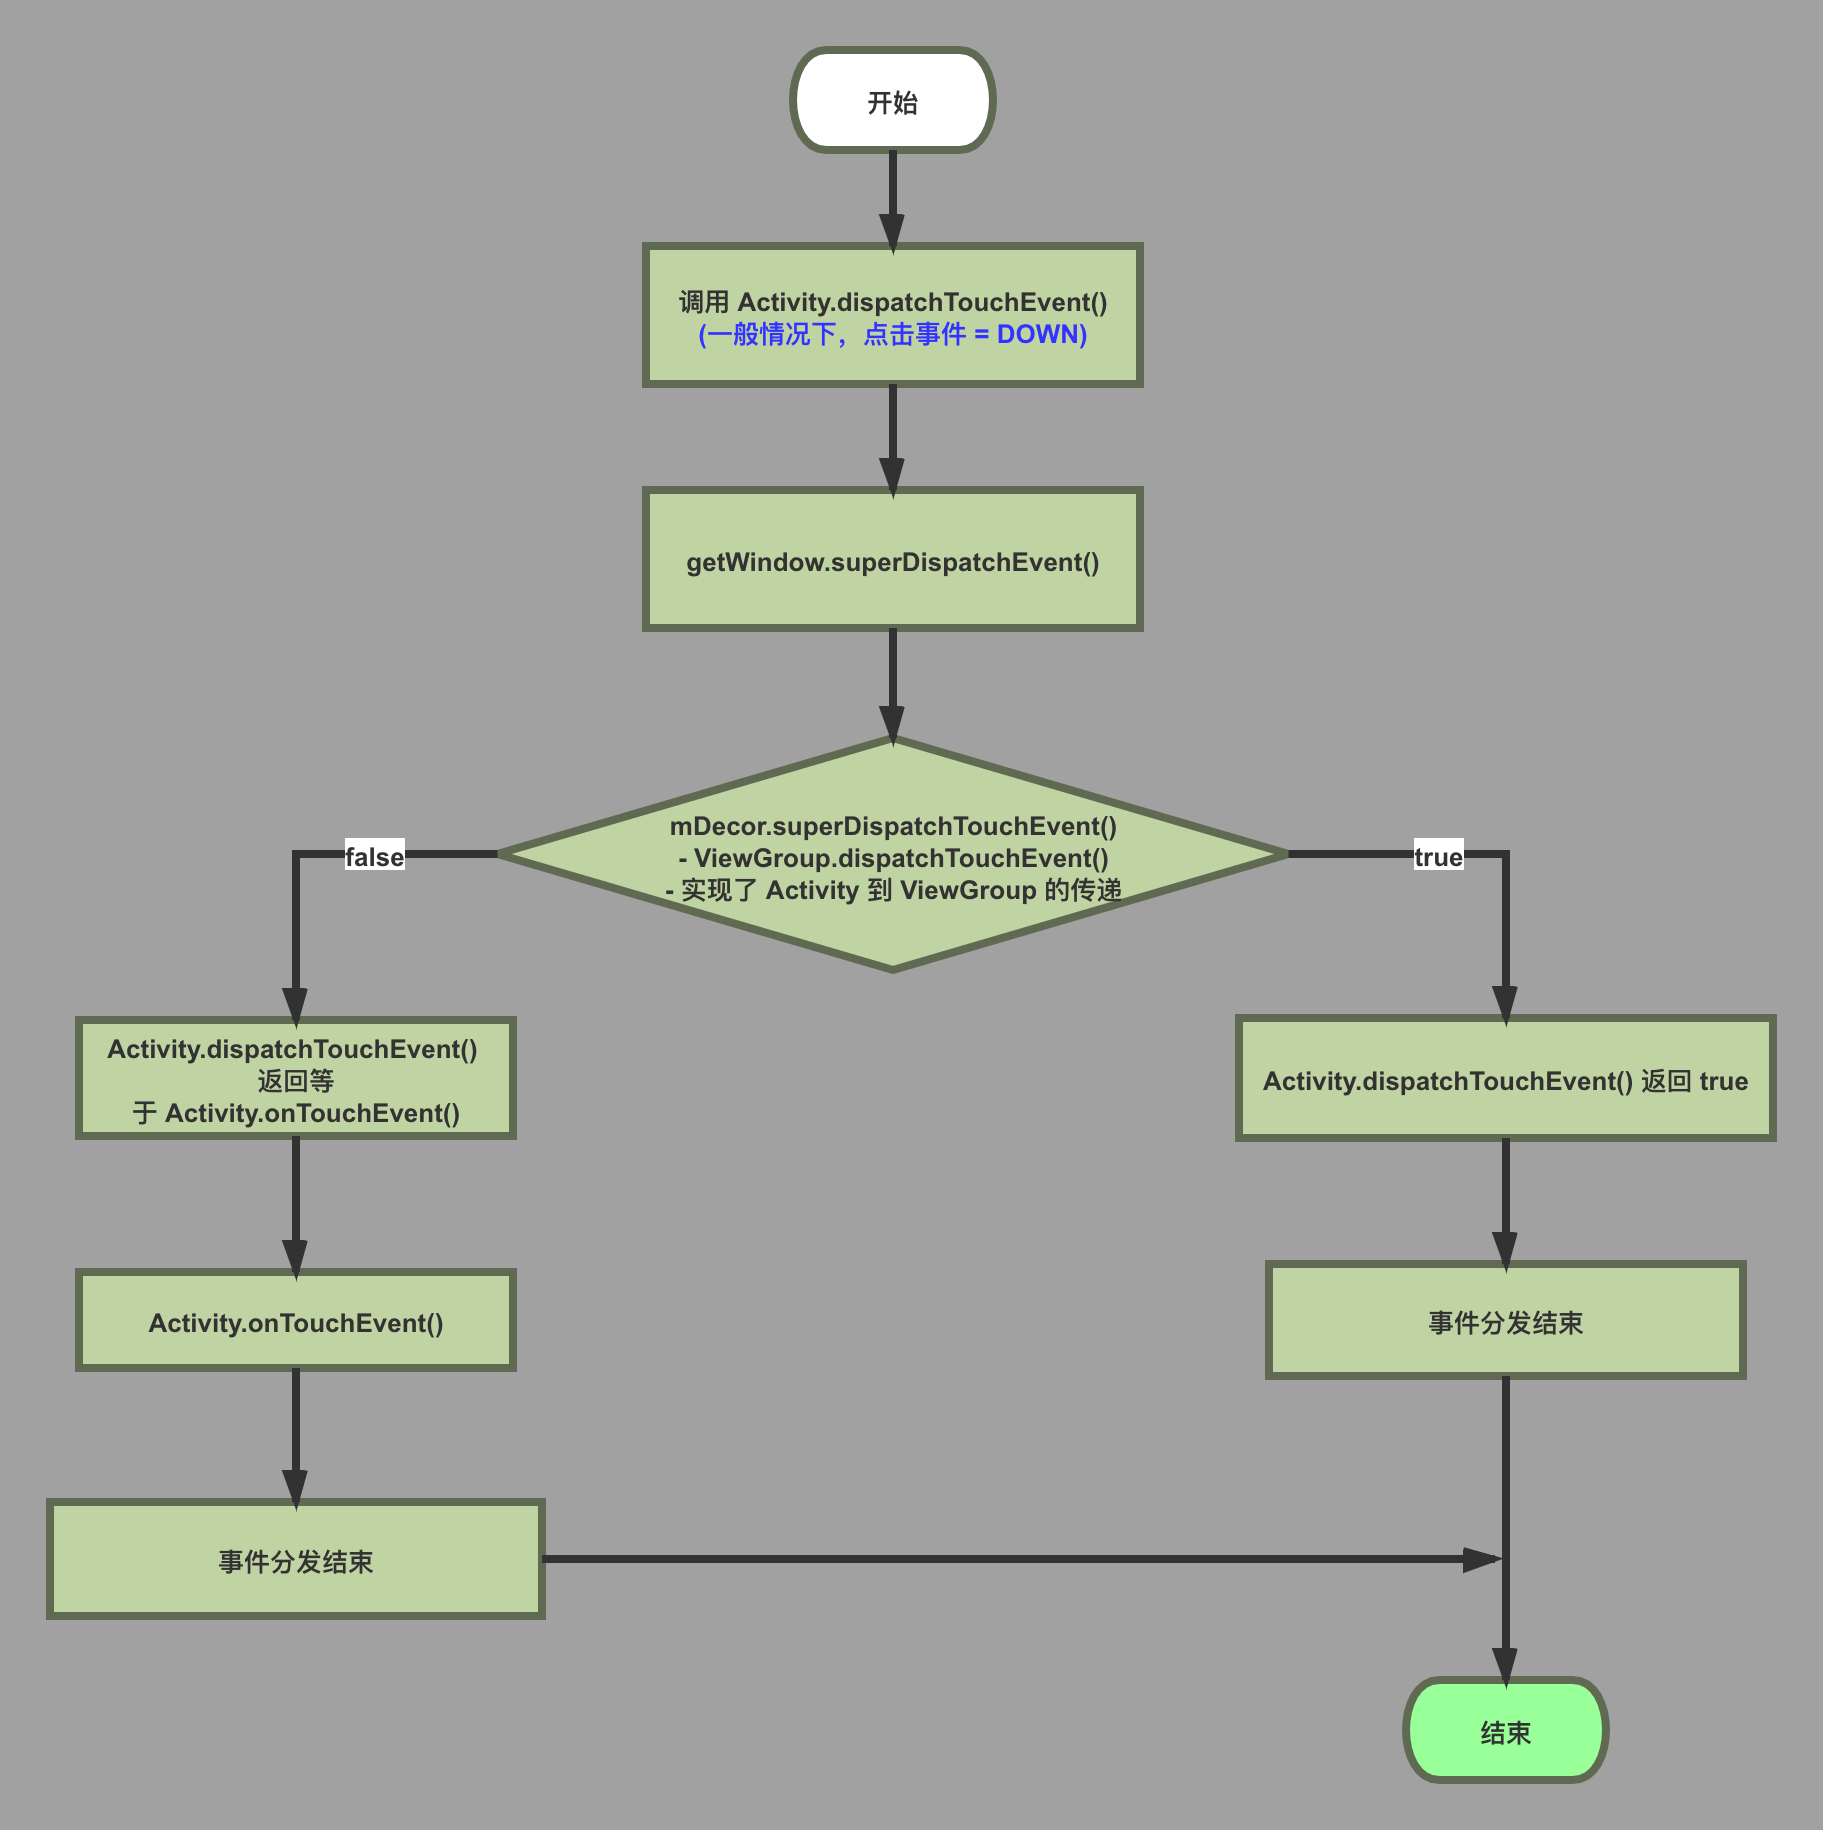 开始
调用 Activity.dispatchTouchEvent()
(一般情况下，点击事件 = DOWN)
getWindow.superDispatchEvent()
mDecor.superDispatchTouchEvent()
- ViewGroup.dispatchTouchEvent()
- 实现了 Activity 到 ViewGroup 的传递
false
true
Activity.dispatchTouchEvent()
返回等
于 Activity.onTouchEvent()
Activity.dispatchTouchEvent() 返回 true
Activity.onTouchEvent()
事件分发结束
事件分发结束
结束